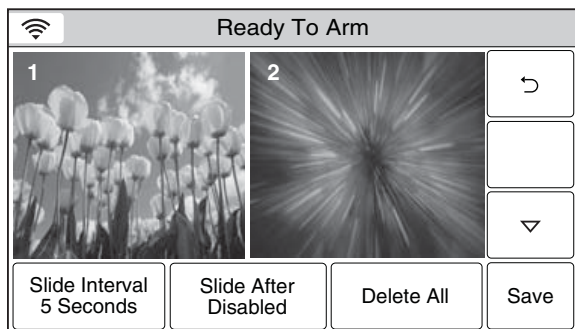 Ready To Arm
1
2
Slide Interval
5 Seconds
Slide After
Disabled
Delete All
Save